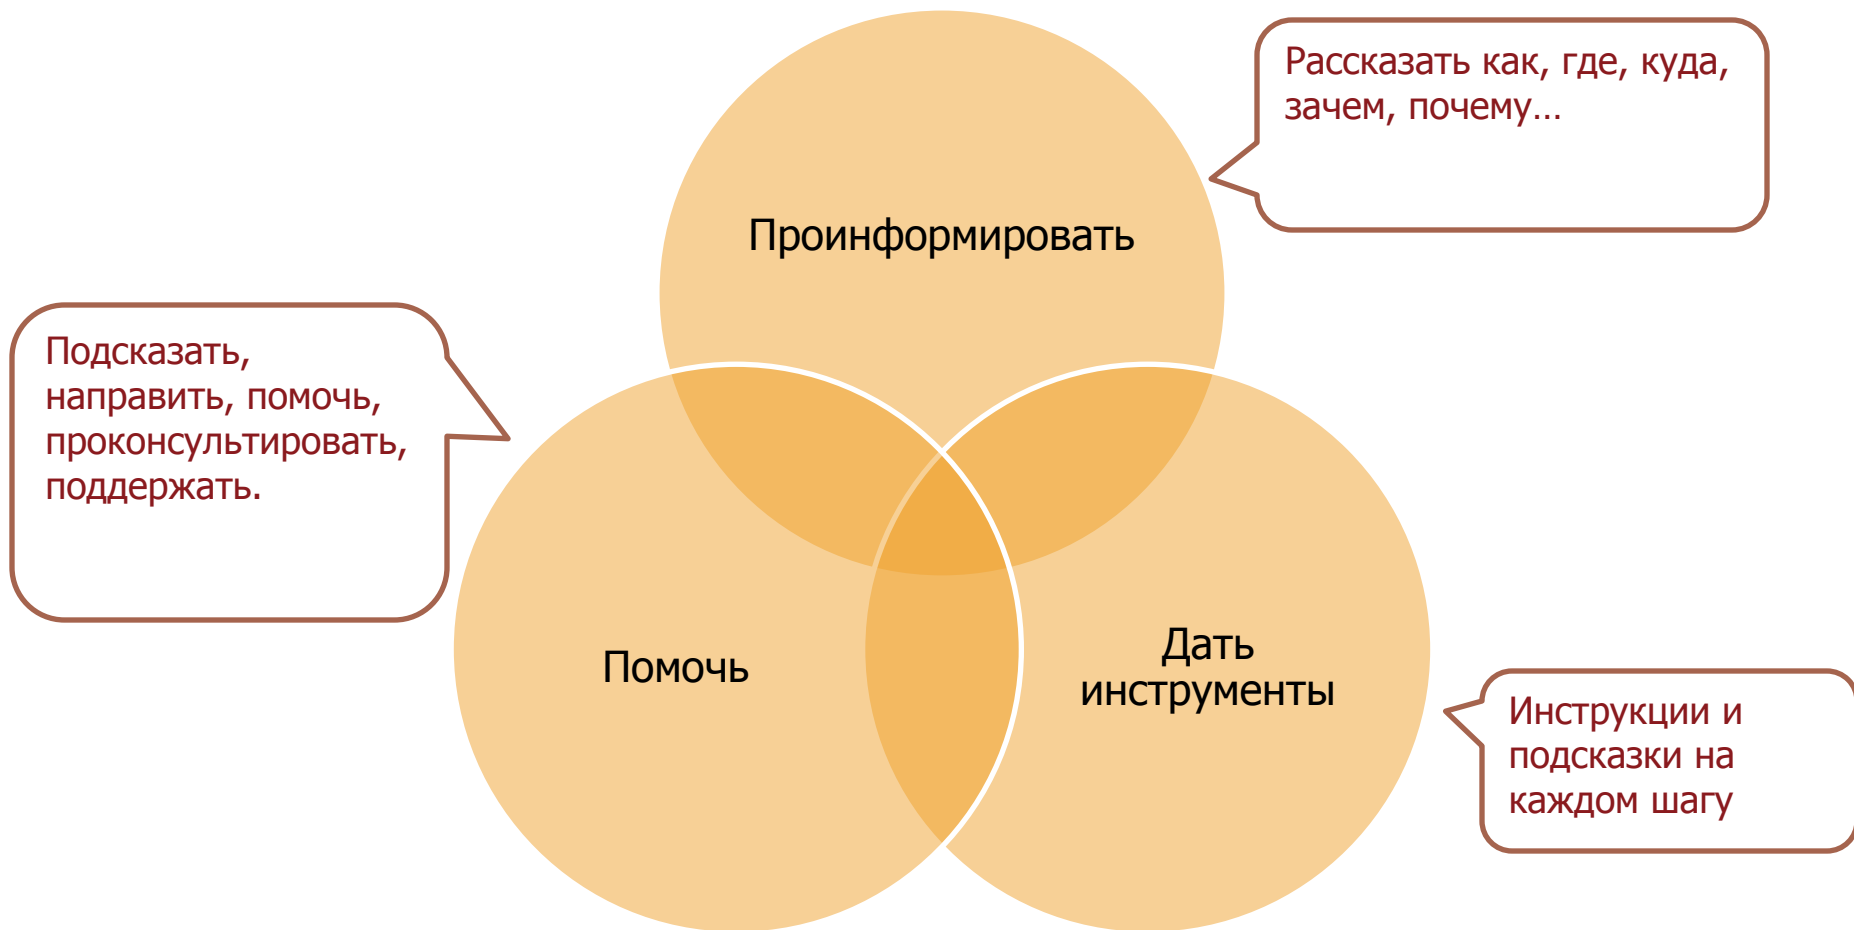 Рассказать как, где, куда,
зачем, почему…
Проинформировать
Подсказать,
направить, помочь,
проконсультировать,
поддержать.
Помочь
Дать
инструменты
Инструкции и
подсказки на
каждом шагу